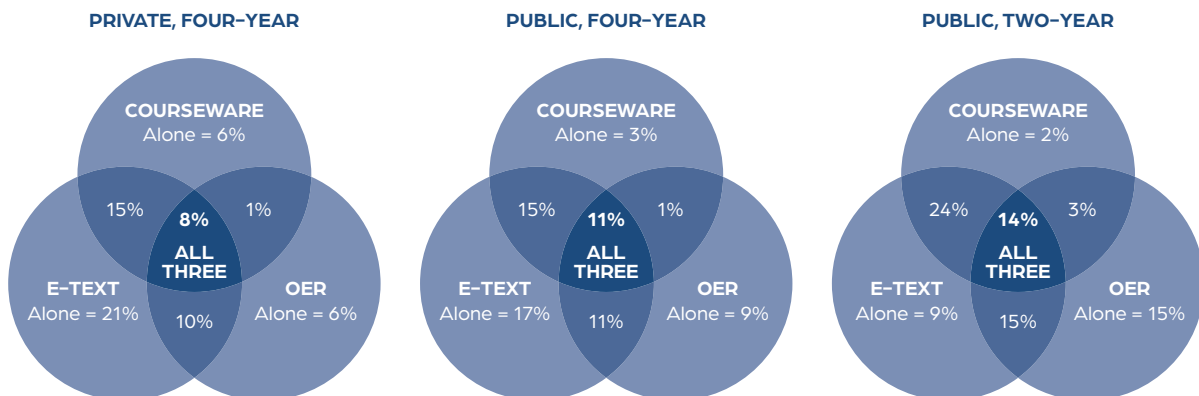 PRIVATE, FOUR-YEAR
COURSEWARE
Alone = 6%
15%
8%
1%
ALL
THREE
E-TEXT
Alone = 21%
OER
Alone = 6%
10%
PUBLIC, FOUR-YEAR
COURSEWARE
Alone = 3%
15%
11%
1%
ALL
THREE
E-TEXT
Alone = 17%
OER
Alone = 9%
11%
PUBLIC, TWO-YEAR
COURSEWARE
Alone = 2%
24%
14%
3%
ALL
THREE
E-TEXT
Alone = 9%
OER
Alone = 15%
15%